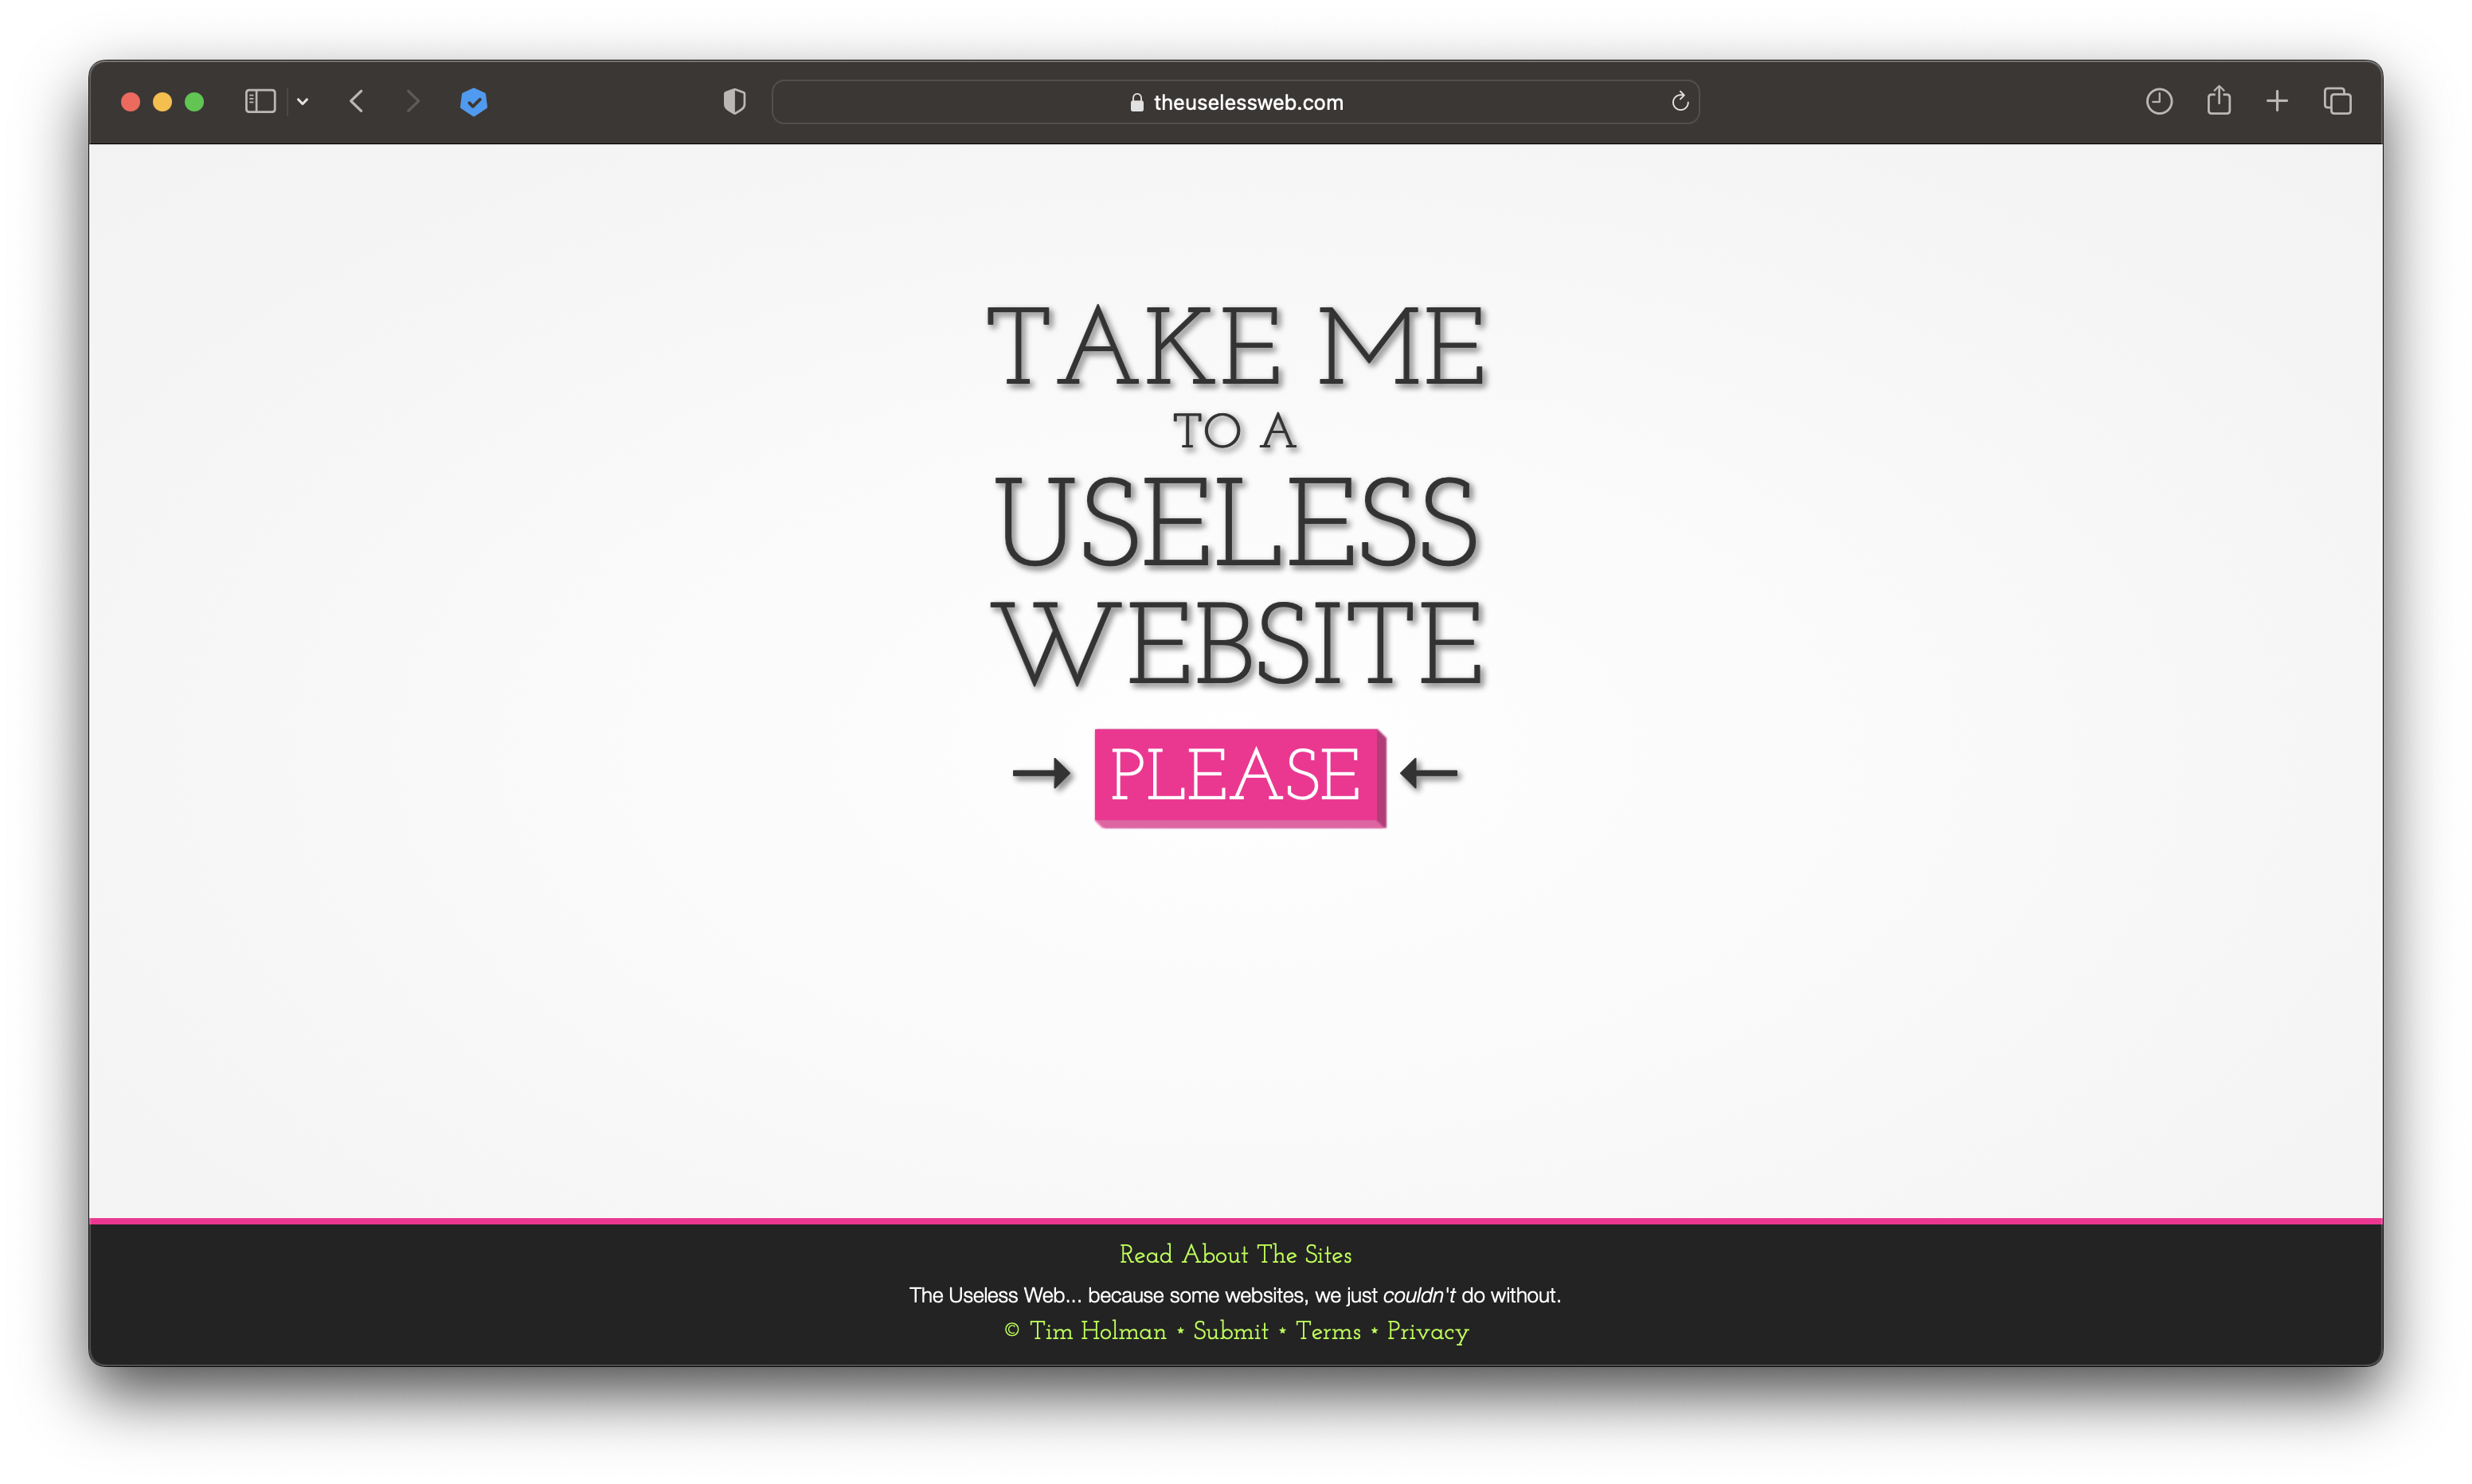 theuselessweb.com
TAKE ME
TO A
USELESS
WEBSITE
PLEASE
Read About The Sites
The Useless Web... because some websites, we just couldn't do without.
© Tim Holman ⋆ Submit ⋆ Terms ⋆ Privacy